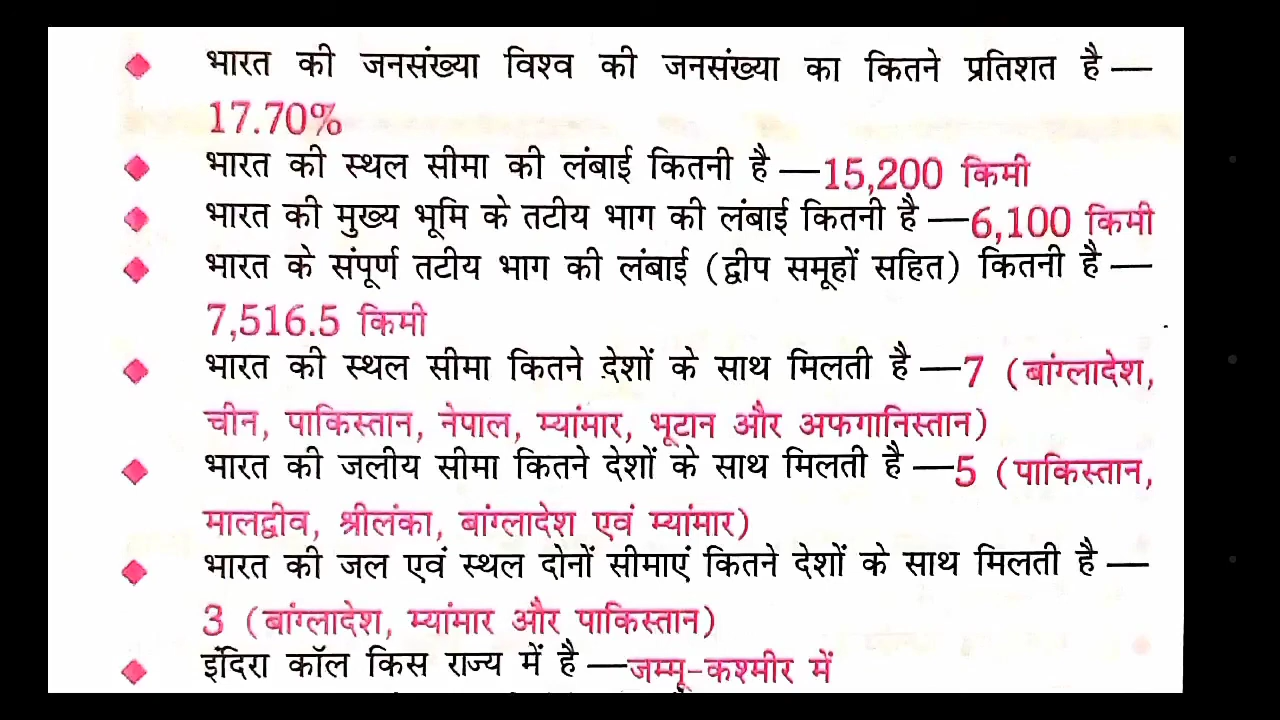 भारत की जनसंख्या विश्व की जनसंख्या का कितने प्रतिशत है —
17.70%
भारत की स्थल सीमा की लंबाई कितनी है —15,200 किमी
भारत की मुख्य भूमि के तटीय भाग की लंबाई कितनी है —6,100 किमी
भारत के संपूर्ण तटीय भाग की लंबाई (द्वीप समूहों सहित) कितनी है —
7,516.5 किमी
भारत की स्थल सीमा कितने देशों के साथ मिलती है —7 (बांग्लादेश,
चीन, पाकिस्तान, नेपाल, म्यांमार, भूटान और अफगानिस्तान)
भारत की जलीय सीमा कितने देशों के साथ मिलती है —5 (पाकिस्तान,
मालद्वीव, श्रीलंका, बांग्लादेश एवं म्यांमार)
भारत की जल एवं स्थल दोनों सीमाएं कितने देशों के साथ मिलती है —
3 (बांग्लादेश, म्यांमार और पाकिस्तान)
इंदिरा कॉल किस राज्य में है —जम्मू-कश्मीर में